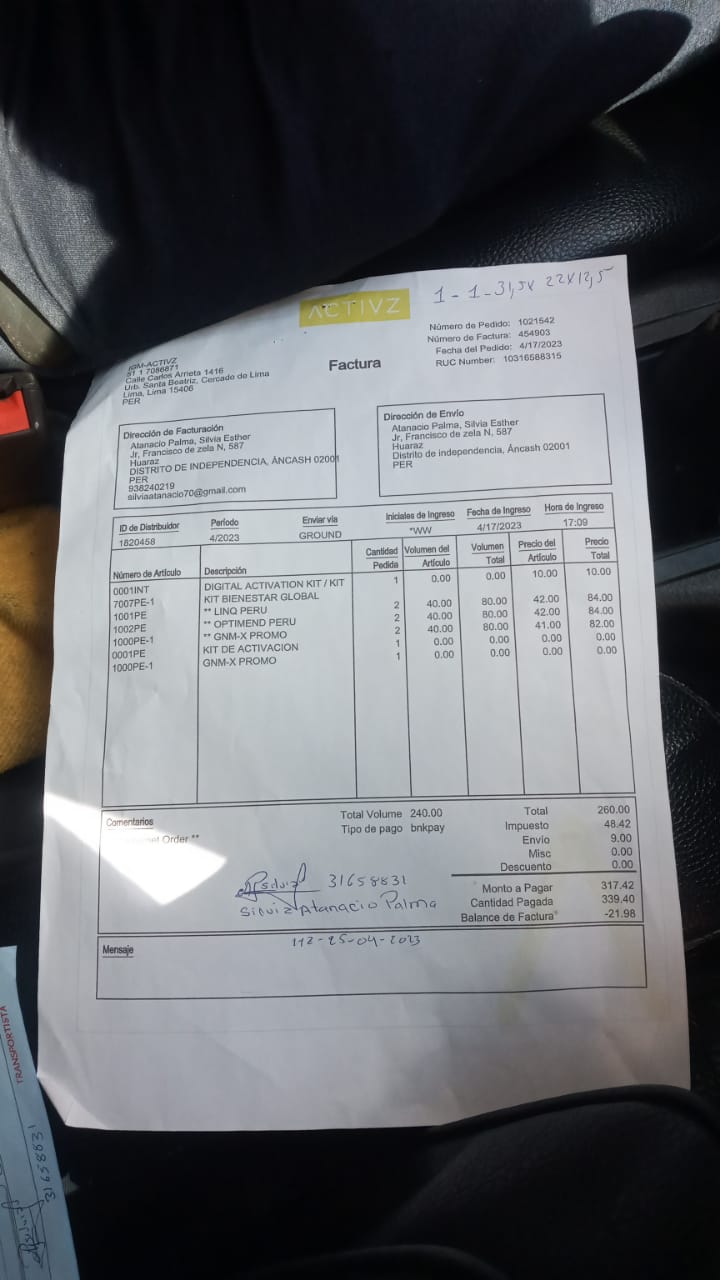 ACTIVZ
1 - 1 - 31,5x 22x12,5
Número de Pedido: 1021542
Número de Factura: 454903
Fecha del Pedido: 4/17/2023
RUC Number: 10316588315
IGM-ACTIVZ
51 1 7086871
Calle Carlos Arrieta 1416
Urb. Santa Beatriz, Cercado de Lima
Lima, Lima 15406
PER
Factura
Dirección de Facturación
Atanacio Palma, Silvia Esther
Jr, Francisco de zela N, 587
Huaraz
DISTRITO DE INDEPENDENCIA, ÁNCASH 02001
PER
938240219
silviaatanacio70@gmail.com
Dirección de Envio
Atanacio Palma, Silvia Esther
Jr, Francisco de zela N, 587
Huaraz
Distrito de independencia, Áncash 02001
PER
ID de Distribuidor Período Enviar via Iniciales de Ingreso Fecha de Ingreso Hora de Ingreso
1820458 4/2023 GROUND *WW 4/17/2023 17:09
Número de Artículo Descripción Cantidad Pedida Volumen del Artículo Volumen Total Precio del Artículo Precio Total
0001INT DIGITAL ACTIVATION KIT / KIT 1 0.00 0.00 10.00 10.00
7007PE-1 KIT BIENESTAR GLOBAL
1001PE ** LINQ PERU 2 40.00 80.00 42.00 84.00
1002PE ** OPTIMEND PERU 2 40.00 80.00 42.00 84.00
1000PE-1 ** GNM-X PROMO 2 40.00 80.00 41.00 82.00
0001PE KIT DE ACTIVACION 1 0.00 0.00 0.00 0.00
1000PE-1 GNM-X PROMO 1 0.00 0.00 0.00 0.00
Comentarios
Order **
Total Volume 240.00
Tipo de pago bnkpay
Total 260.00
Impuesto 48.42
Envio 9.00
Misc 0.00
Descuento 0.00
Monto a Pagar 317.42
Cantidad Pagada 339.40
Balance de Factura -21.98
31658831
Atanacio Palma
Mensaje
112-25-04-2023
TRANSPORTISTA
31658831